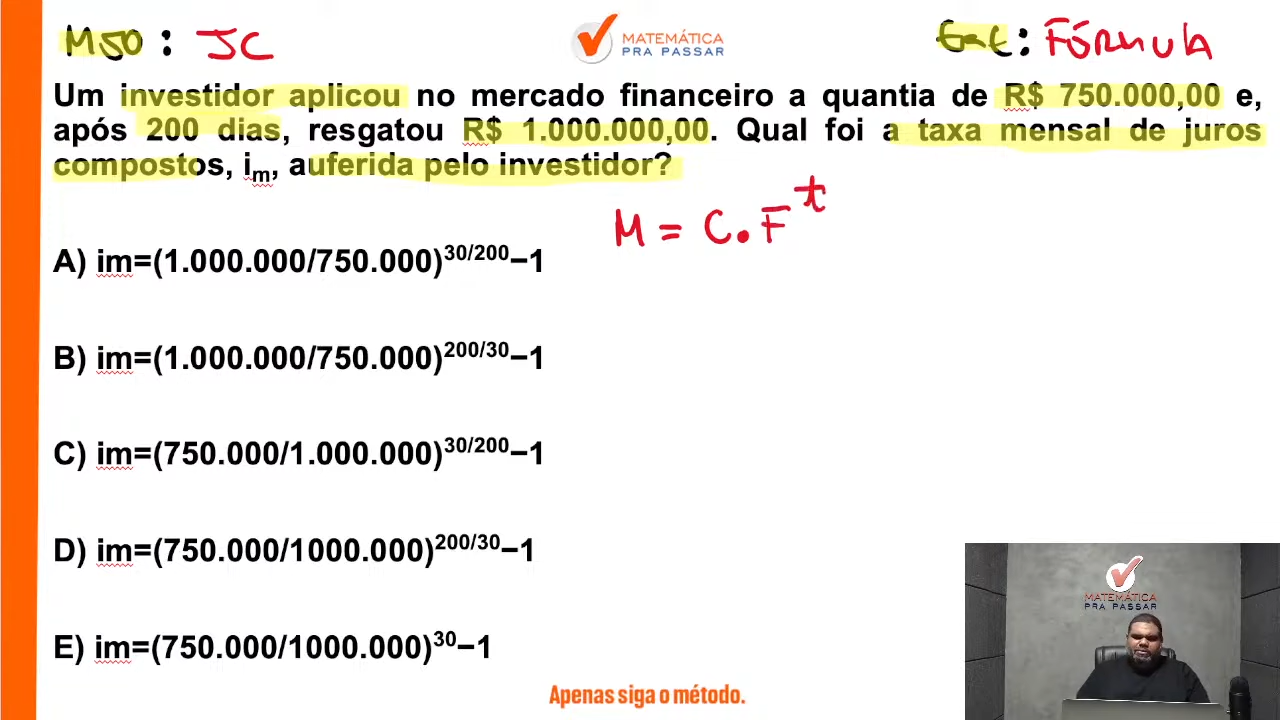 MJO : JC
MATEMÁTICA
PRA PASSAR
: FÓRMULA
Um investidor aplicou no mercado financeiro a quantia de R$ 750.000,00 e,
após 200 dias, resgatou R$ 1.000.000,00. Qual foi a taxa mensal de juros
compostos, im, auferida pelo investidor?
M = C.F^t
A) im=(1.000.000/750.000)^30/200−1
B) im=(1.000.000/750.000)^200/30−1
C) im=(750.000/1.000.000)^30/200−1
D) im=(750.000/1000.000)^200/30−1
E) im=(750.000/1000.000)^30−1
MATEMÁTICA
PRA PASSAR
Apenas siga o método.